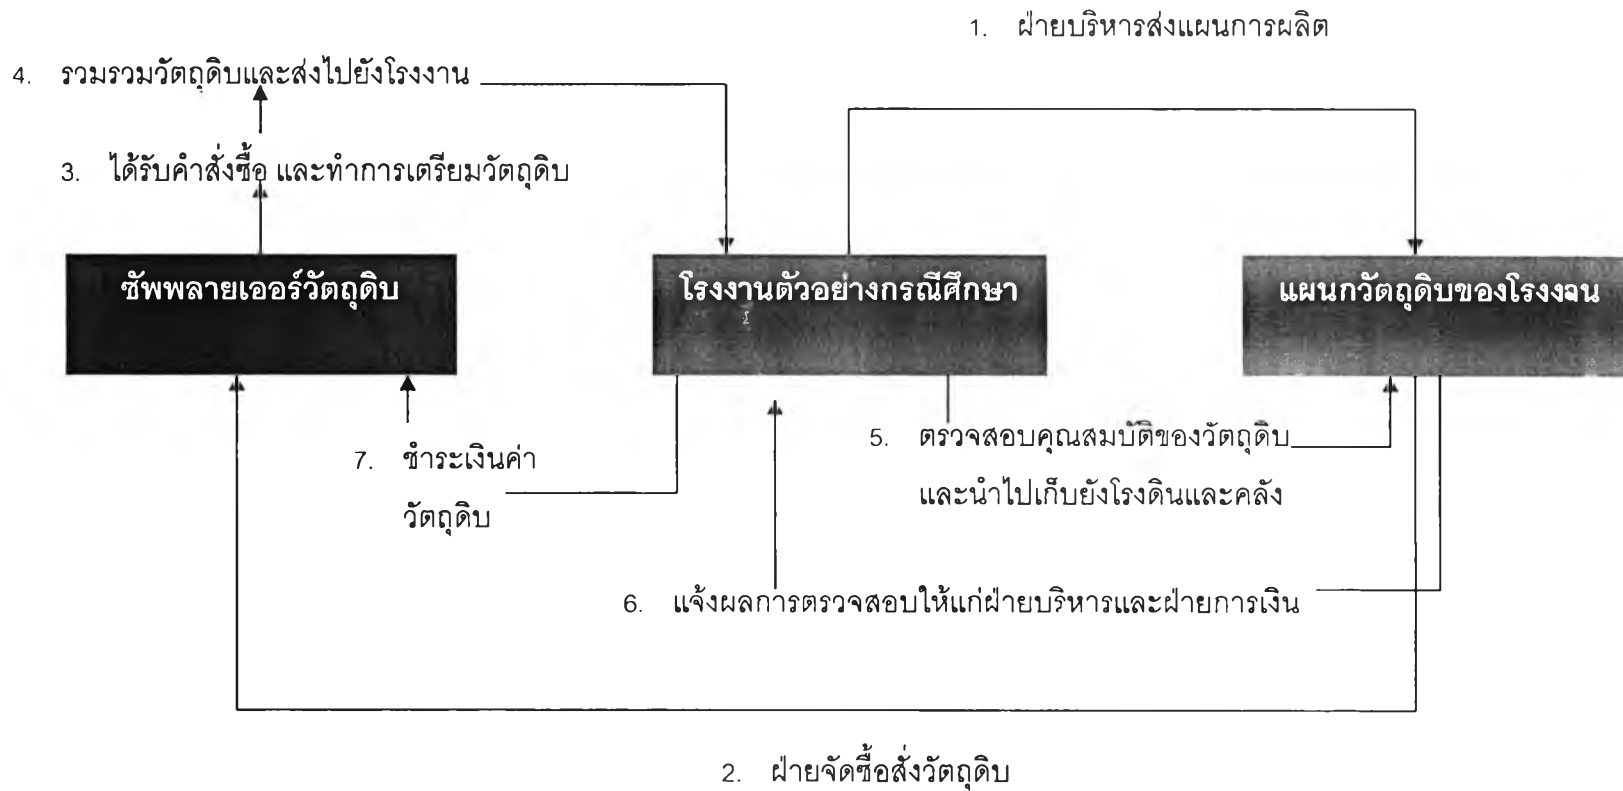 1. ฝ่ายบริหารส่งแผนการผลิต
4. รวมรวมวัตถุดิบและส่งไปยังโรงงาน
3. ได้รับคำสั่งซื้อ และทำการเตรียมวัตถุดิบ
ซัพพลายเออร์วัตถุดิบ
โรงงานตัวอย่างกรณีศึกษา
แผนกวัตถุดิบของโรงงาน
5. ตรวจสอบคุณสมบัติของวัตถุดิบ
และนำไปเก็บยังโรงดินและคลัง
7. ชำระเงินค่า
วัตถุดิบ
6. แจ้งผลการตรวจสอบให้แก่ฝ่ายบริหารและฝ่ายการเงิน
2. ฝ่ายจัดซื้อสั่งวัตถุดิบ